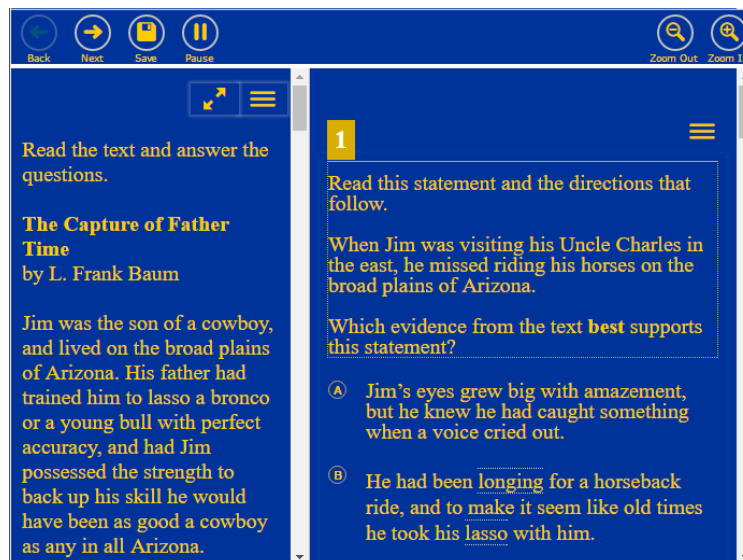 Back
Next
Save
Pause
Zoom Out
Zoom I
Read the text and answer the
questions.
The Capture of Father
Time
by L. Frank Baum
Jim was the son of a cowboy,
and lived on the broad plains
of Arizona. His father had
trained him to lasso a bronco
or a young bull with perfect
accuracy, and had Jim
possessed the strength to
back up his skill he would
have been as good a cowboy
as any in all Arizona.
1
Read this statement and the directions that
follow.
When Jim was visiting his Uncle Charles in
the east, he missed riding his horses on the
broad plains of Arizona.
Which evidence from the text best supports
this statement?
A Jim’s eyes grew big with amazement,
but he knew he had caught something
when a voice cried out.
B He had been longing for a horseback
ride, and to make it seem like old times
he took his lasso with him.